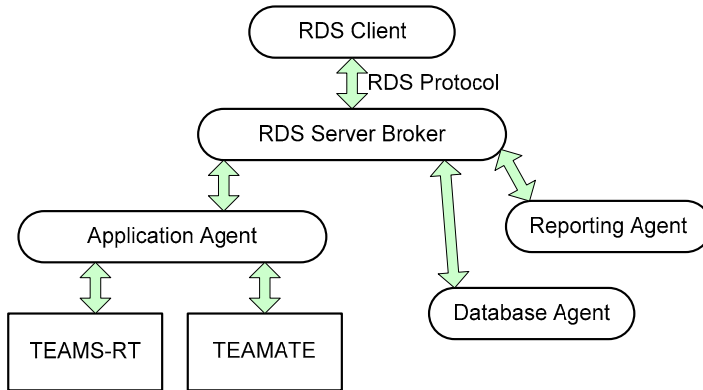 RDS Client
RDS Protocol
RDS Server Broker
Application Agent
Reporting Agent
Database Agent
TEAMS-RT
TEAMATE